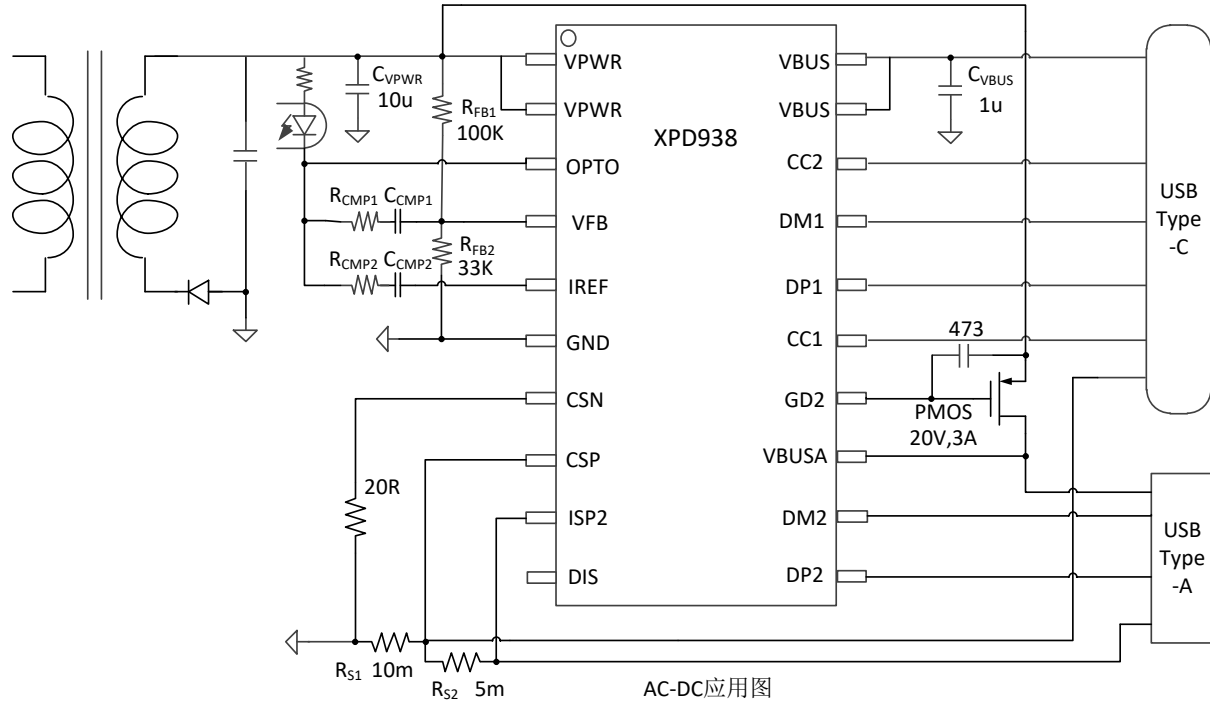 VPWR
VPWR
OPTO
VFB
IREF
GND
CSN
CSP
ISP2
DIS
XPD938
VBUS
VBUS
CC2
DM1
DP1
CC1
GD2
VBUSA
DM2
DP2
CVPWR
10u
RFB1
100K
RCMP1 CCMP1
RFB2
33K
RCMP2 CCMP2
20R
RS1 10m
RS2 5m
CVBUS
1u
USB
Type
-C
473
PMOS
20V,3A
USB
Type
-A
AC-DC应用图